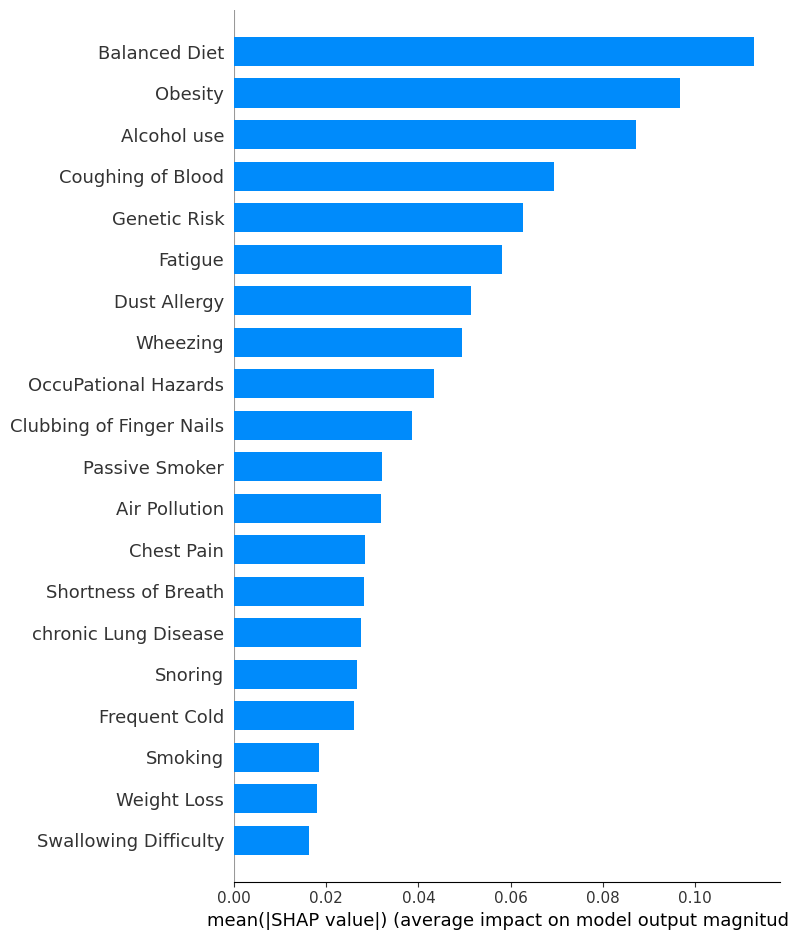 Balanced Diet
Obesity
Alcohol use
Coughing of Blood
Genetic Risk
Fatigue
Dust Allergy
Wheezing
OccuPational Hazards
Clubbing of Finger Nails
Passive Smoker
Air Pollution
Chest Pain
Shortness of Breath
chronic Lung Disease
Snoring
Frequent Cold
Smoking
Weight Loss
Swallowing Difficulty
0.00 0.02 0.04 0.06 0.08 0.10
mean(|SHAP value|) (average impact on model output magnitud